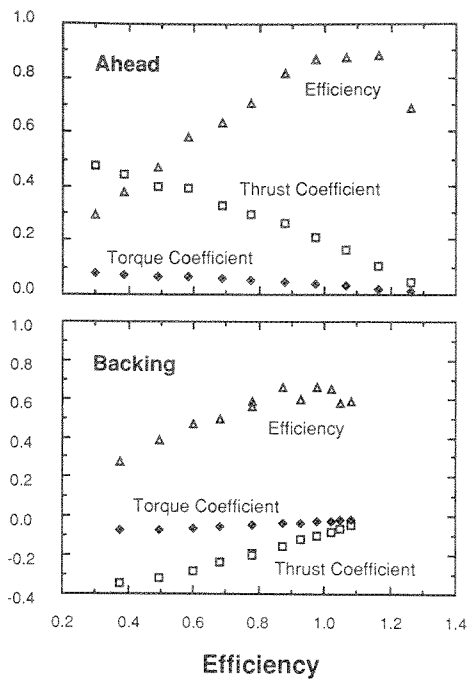 1.0
Ahead
0.8
Efficiency
0.6
0.4
Thrust Coefficient
0.2
Torque Coefficient
0.0
1.0
Backing
0.8
0.6
Efficiency
0.4
0.2
Torque Coefficient
0.0
-0.2
Thrust Coefficient
-0.4
0.2 0.4 0.6 0.8 1.0 1.2 1.4
Efficiency